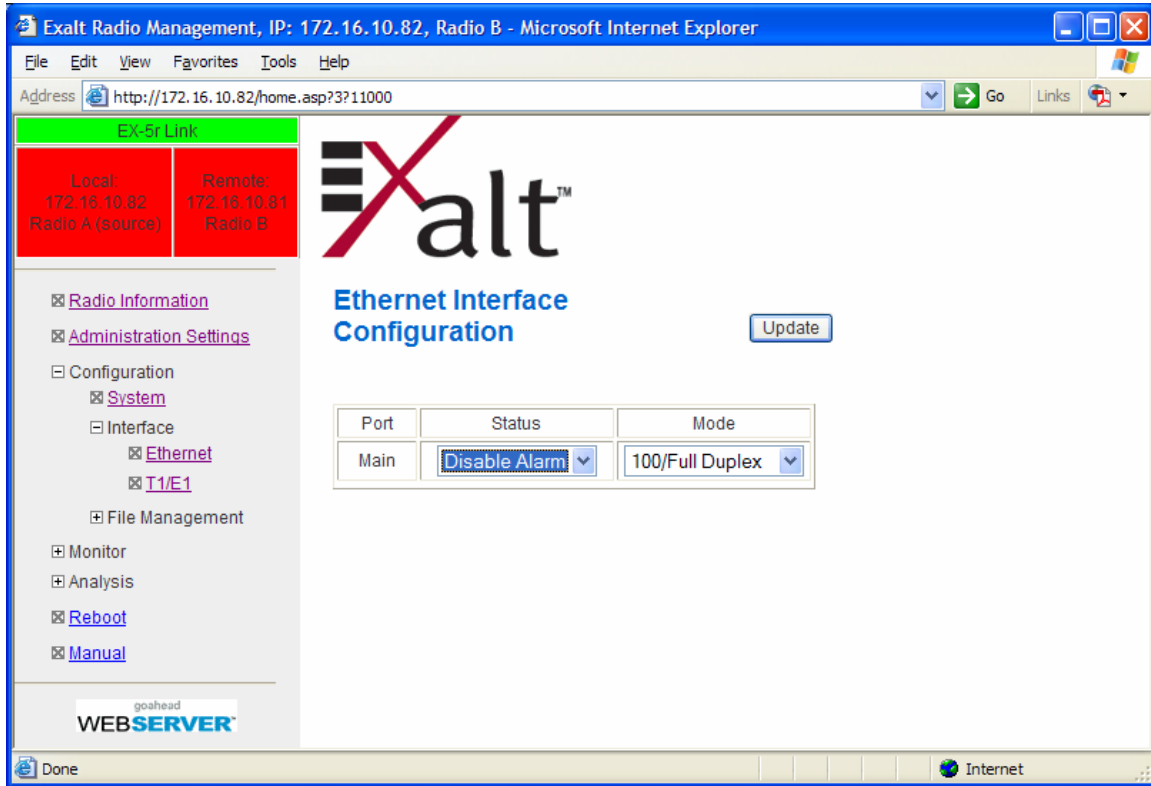 Exalt Radio Management, IP: 172.16.10.82, Radio B - Microsoft Internet Explorer
File Edit View Favorites Tools Help
Address http://172.16.10.82/home.asp?3?11000 Go Links
EX-5r Link
Local:
172.16.10.82
Radio A (source)
Remote:
172.16.10.81
Radio B
Radio Information
Administration Settings
Configuration
System
Interface
Ethernet
T1/E1
File Management
Monitor
Analysis
Reboot
Manual
goahead
WEBSERVER
EXalt™
Ethernet Interface
Configuration
Update
Port Status Mode
Main Disable Alarm 100/Full Duplex
Done Internet